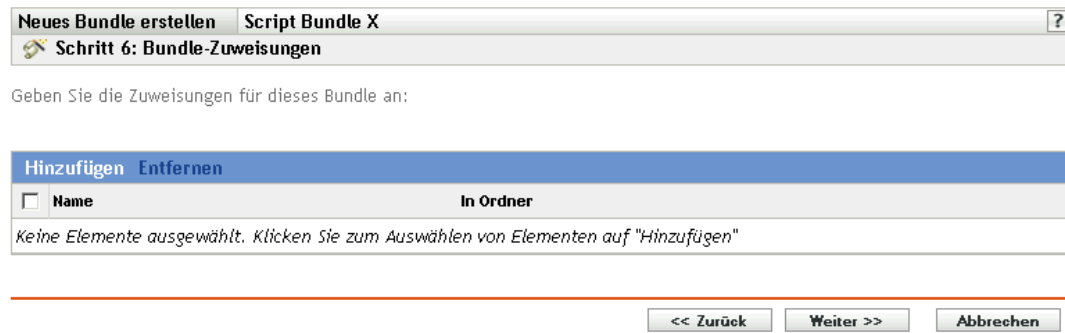 Neues Bundle erstellen Script Bundle X ?
Schritt 6: Bundle-Zuweisungen
Geben Sie die Zuweisungen für dieses Bundle an:
Hinzufügen Entfernen
Name In Ordner
Keine Elemente ausgewählt. Klicken Sie zum Auswählen von Elementen auf "Hinzufügen"
<< Zurück Weiter >> Abbrechen